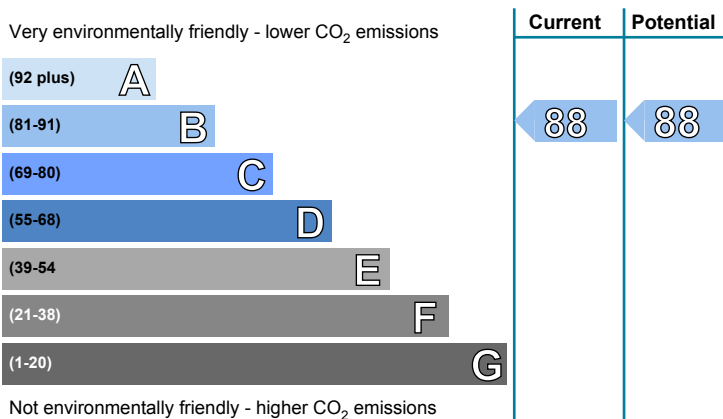 Very environmentally friendly - lower CO₂ emissions
Current Potential
(92 plus) A
(81-91) B 88 88
(69-80) C
(55-68) D
(39-54 E
(21-38) F
(1-20) G
Not environmentally friendly - higher CO₂ emissions